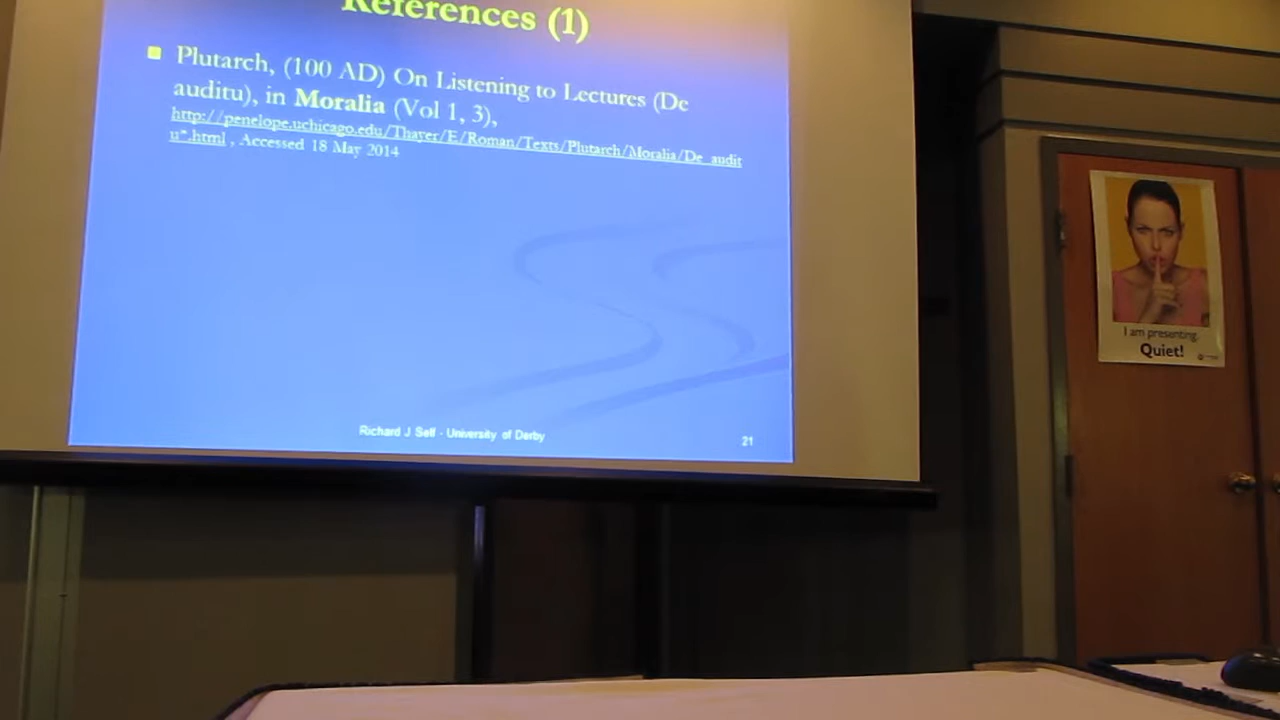 References (1)
Plutarch, (100 AD) On Listening to Lectures (De
auditu), in Moralia (Vol 1, 3),
http://penelope.uchicago.edu/Thayer/E/Roman/Texts/Plutarch/Moralia/De_audit
u*.html , Accessed 18 May 2014
Richard J Self - University of Derby
21
I am presenting.
Quiet!